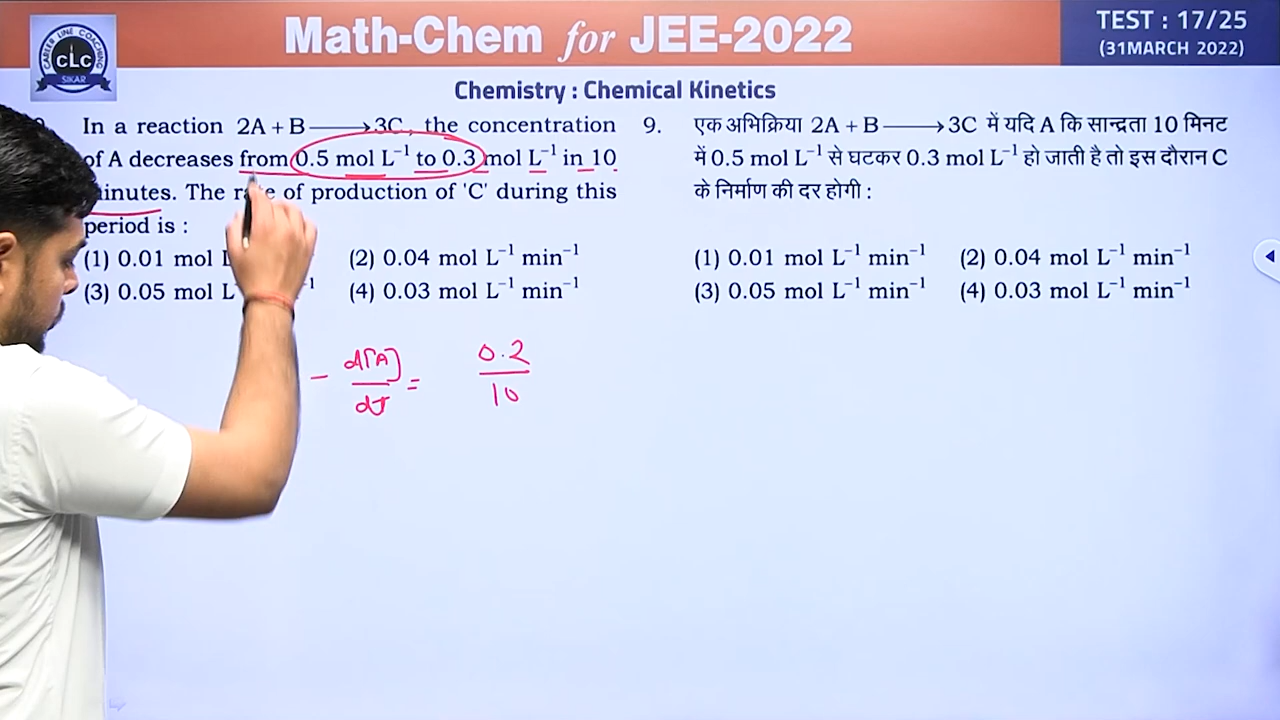 CAREER LINE COACHING
CLC
SIKAR
Math-Chem for JEE-2022
TEST : 17/25
(31MARCH 2022)
Chemistry : Chemical Kinetics
In a reaction 2A + B ⟶ 3C, the concentration
of A decreases from 0.5 mol L⁻¹ to 0.3 mol L⁻¹ in 10
minutes. The rate of production of 'C' during this
period is :
(1) 0.01 mol
(2) 0.04 mol L⁻¹ min⁻¹
(3) 0.05 mol
(4) 0.03 mol L⁻¹ min⁻¹
9. एक अभिक्रिया 2A + B ⟶ 3C में यदि A कि सान्द्रता 10 मिनट
में 0.5 mol L⁻¹ से घटकर 0.3 mol L⁻¹ हो जाती है तो इस दौरान C
के निर्माण की दर होगी :
(1) 0.01 mol L⁻¹ min⁻¹
(2) 0.04 mol L⁻¹ min⁻¹
(3) 0.05 mol L⁻¹ min⁻¹
(4) 0.03 mol L⁻¹ min⁻¹
- d[A]/dt = 0.2/10